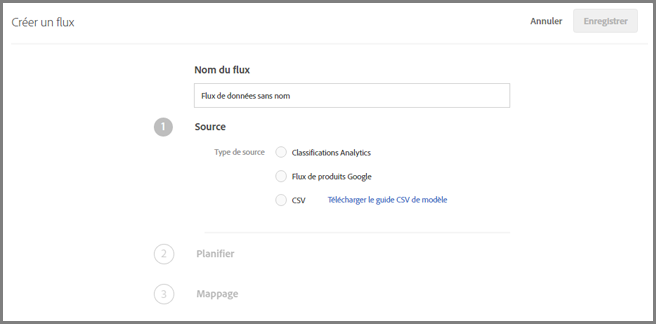 Créer un flux
Annuler
Enregistrer
Nom du flux
Flux de données sans nom
1 Source
Type de source
Classifications Analytics
Flux de produits Google
CSV Télécharger le guide CSV de modèle
2 Planifier
3 Mappage